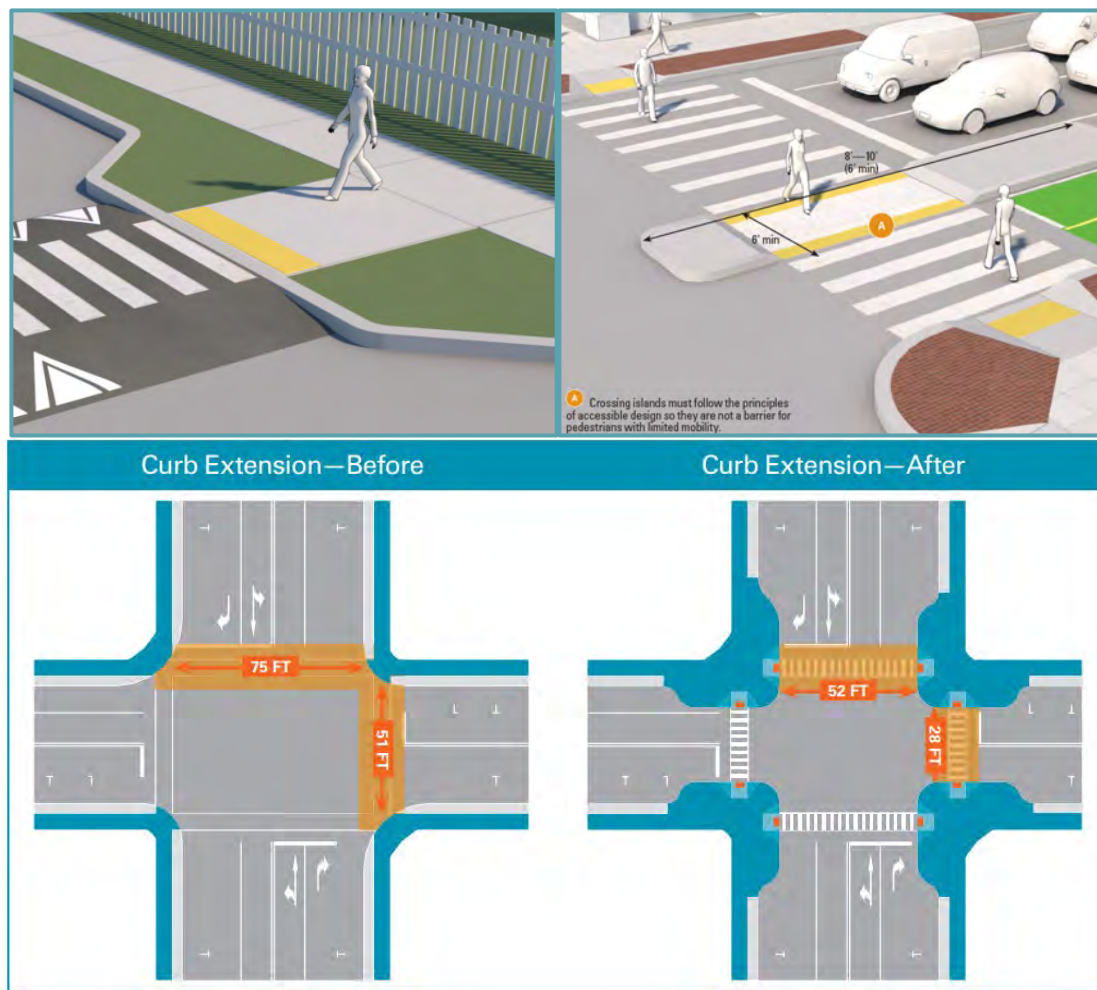 8'—10'
(6' min)
6' min
A
A Crossing islands must follow the principles
of accessible design so they are not a barrier for
pedestrians with limited mobility.
Curb Extension—Before
Curb Extension—After
75 FT
51 FT
52 FT
28 FT